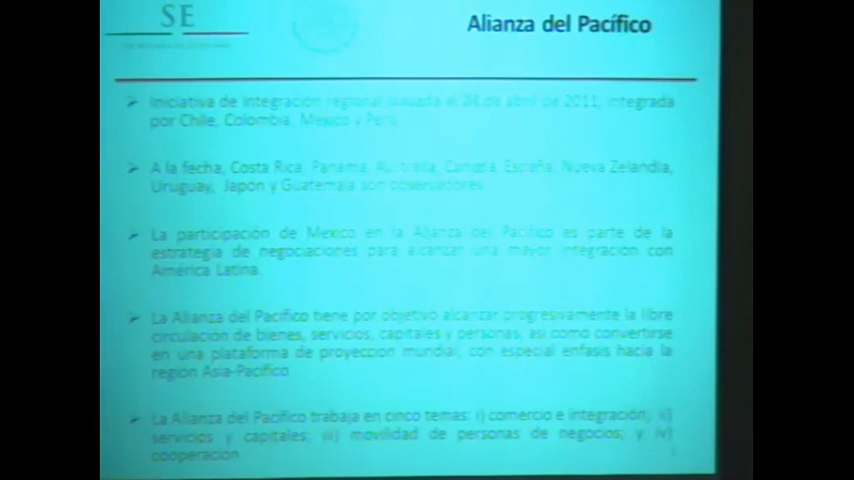 SE
Alianza del Pacífico
Iniciativa de integración regional lanzada el 28 de abril de 2011, integrada
por Chile, Colombia, México y Perú.
A la fecha, Costa Rica, Panamá, Australia, Canadá, España, Nueva Zelandia,
Uruguay, Japón y Guatemala son observadores
La participación de México en la Alianza del Pacífico es parte de la
estrategia de negociaciones para alcanzar una mayor integración con
América Latina.
La Alianza del Pacífico tiene por objetivo alcanzar progresivamente la libre
circulación de bienes, servicios, capitales y personas, así como convertirse
en una plataforma de proyección mundial, con especial énfasis hacia la
región Asia-Pacífico
La Alianza del Pacífico trabaja en cinco temas: i) comercio e integración; ii)
servicios y capitales; iii) movilidad de personas de negocios; y iv)
cooperación